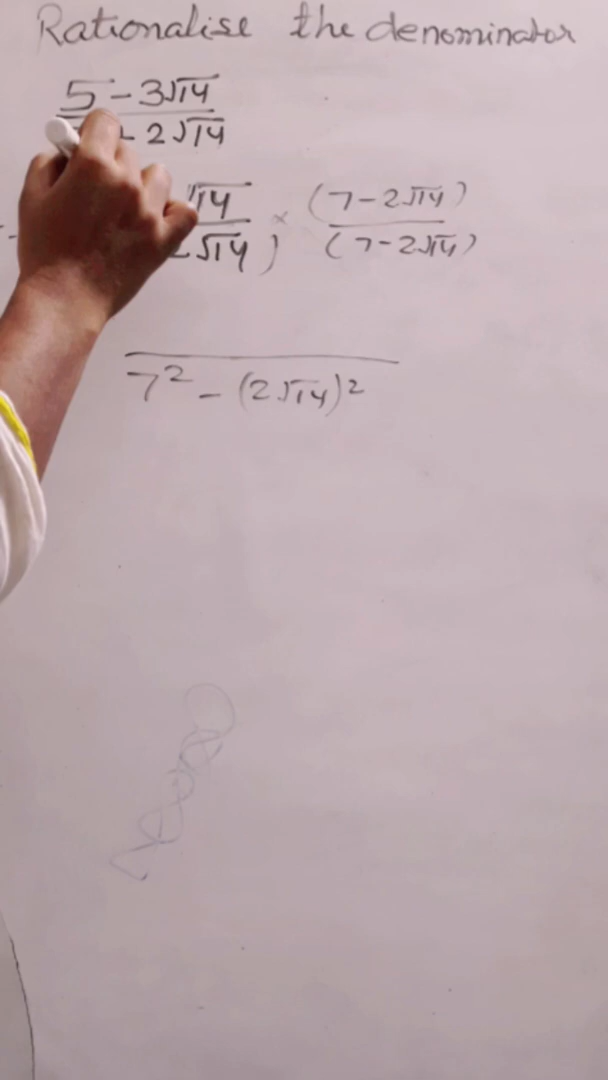 Rationalise the denominator
5-3√14
2√14
√14 × (7-2√14)
√14) (7-2√14)
7² - (2√14)²